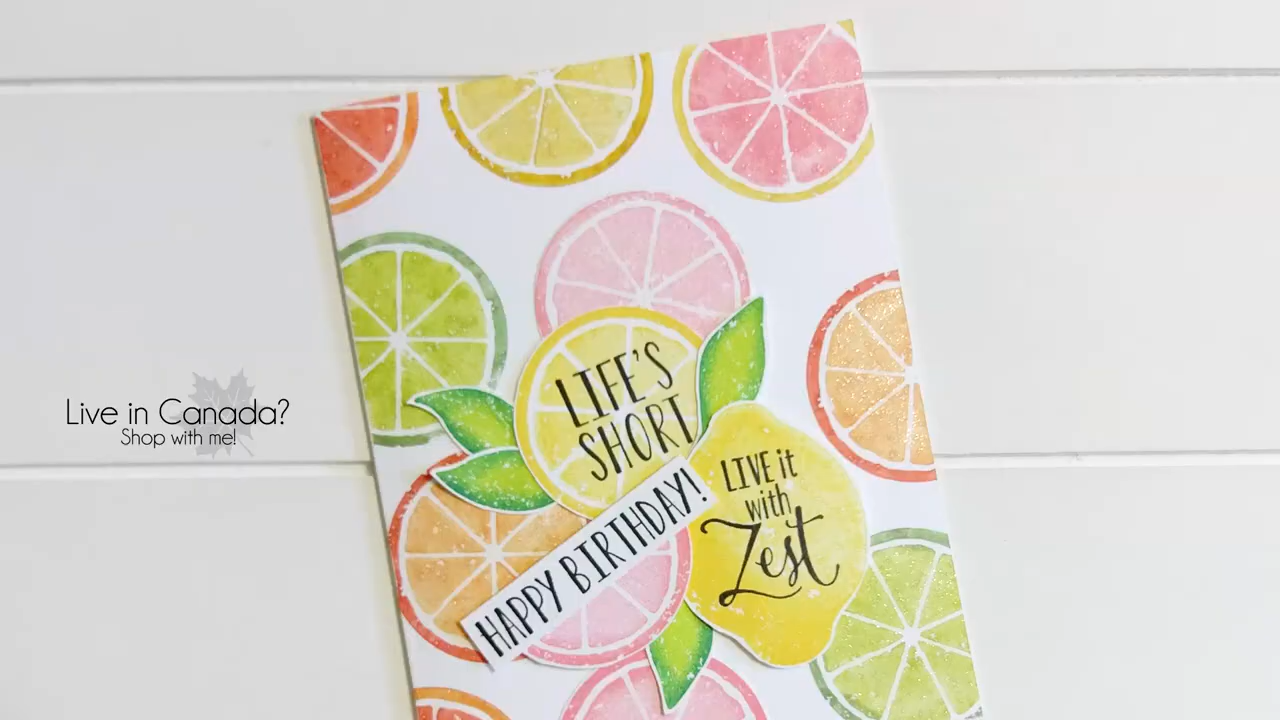 Live in Canada?
Shop with me!
LIFE'S
SHORT
LIVE it
with
Zest
HAPPY BIRTHDAY!